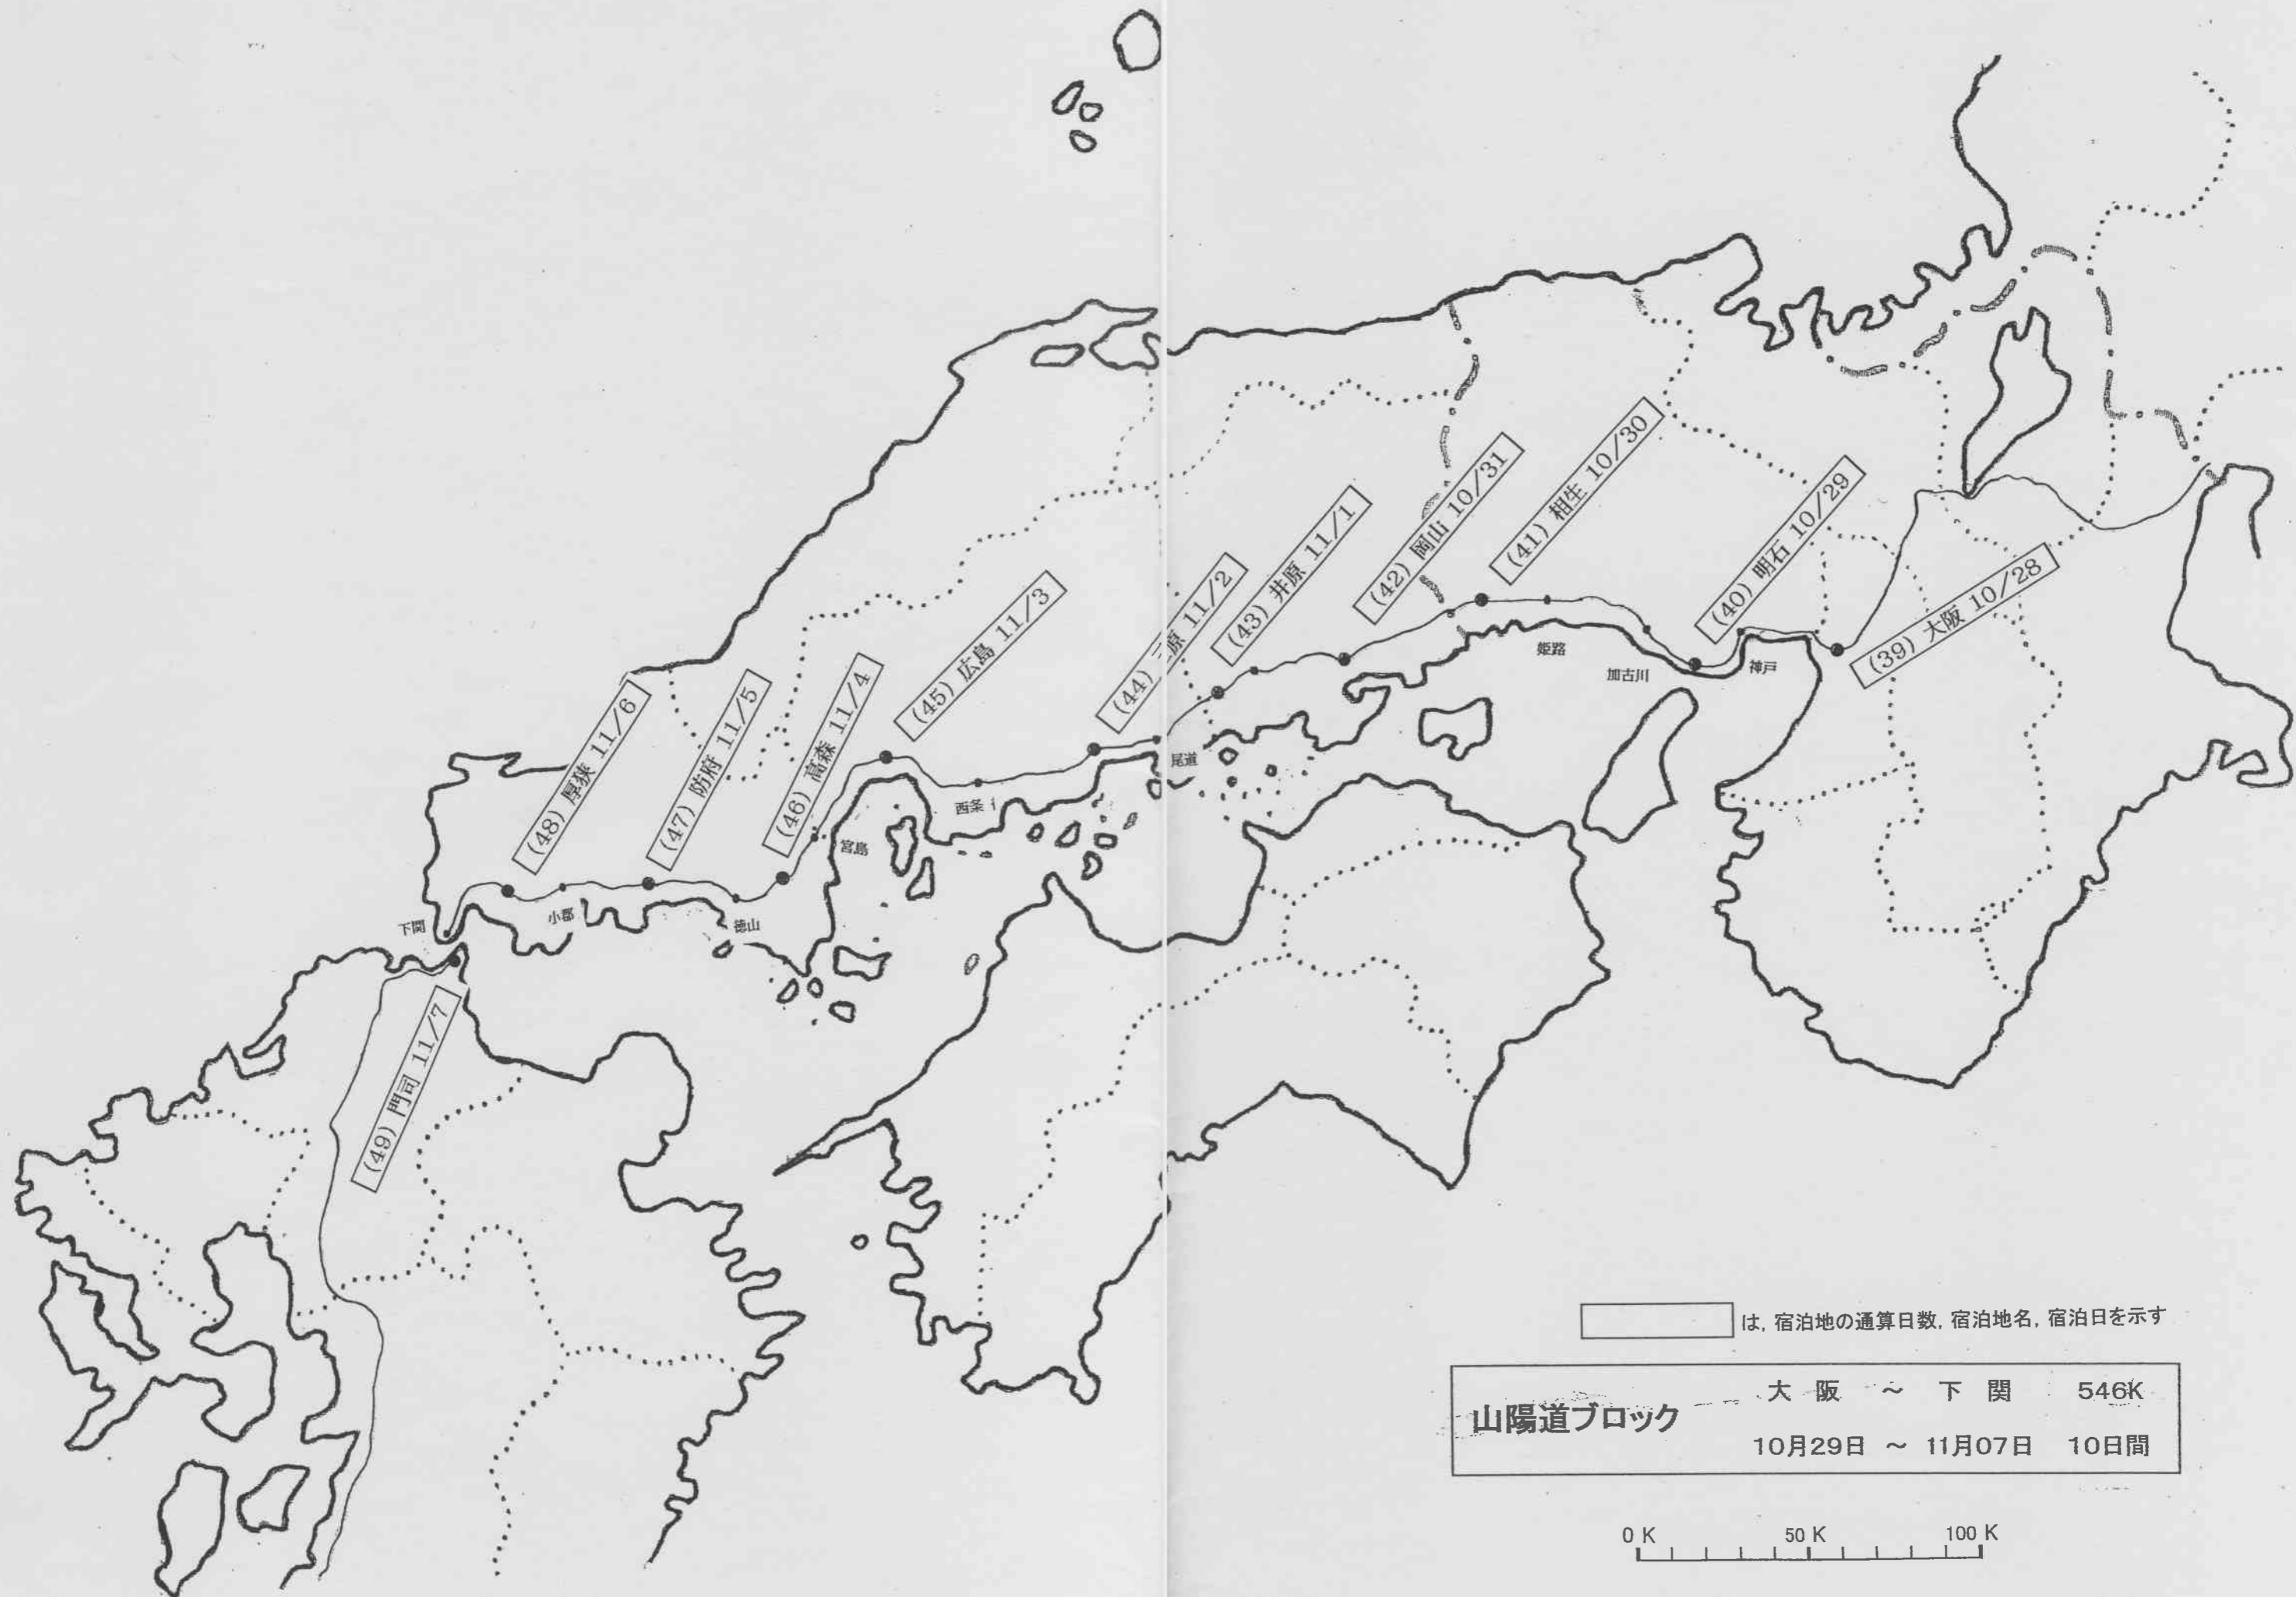 (39) 大阪 10/28
(40) 明石 10/29
(41) 相生 10/30
(42) 岡山 10/31
(43) 井原 11/1
(44) 三原 11/2
(45) 広島 11/3
(46) 高森 11/4
(47) 防府 11/5
(48) 厚狭 11/6
(49) 門司 11/7
神戸
加古川
姫路
尾道
西条
宮島
徳山
小郡
下関
は, 宿泊地の通算日数, 宿泊地名, 宿泊日を示す
山陽道ブロック
大 阪 ～ 下 関 546K
10月29日 ～ 11月07日 10日間
0 K 50 K 100 K